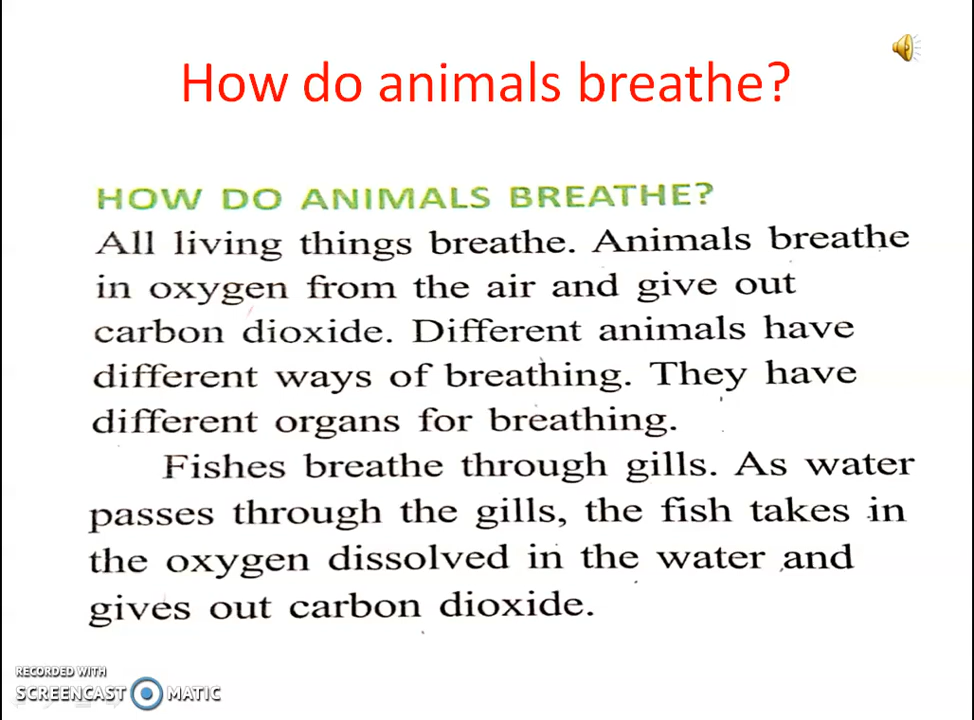 How do animals breathe?
HOW DO ANIMALS BREATHE?
All living things breathe. Animals breathe
in oxygen from the air and give out
carbon dioxide. Different animals have
different ways of breathing. They have
different organs for breathing.
Fishes breathe through gills. As water
passes through the gills, the fish takes in
the oxygen dissolved in the water and
gives out carbon dioxide.
RECORDED WITH
SCREENCAST MATIC